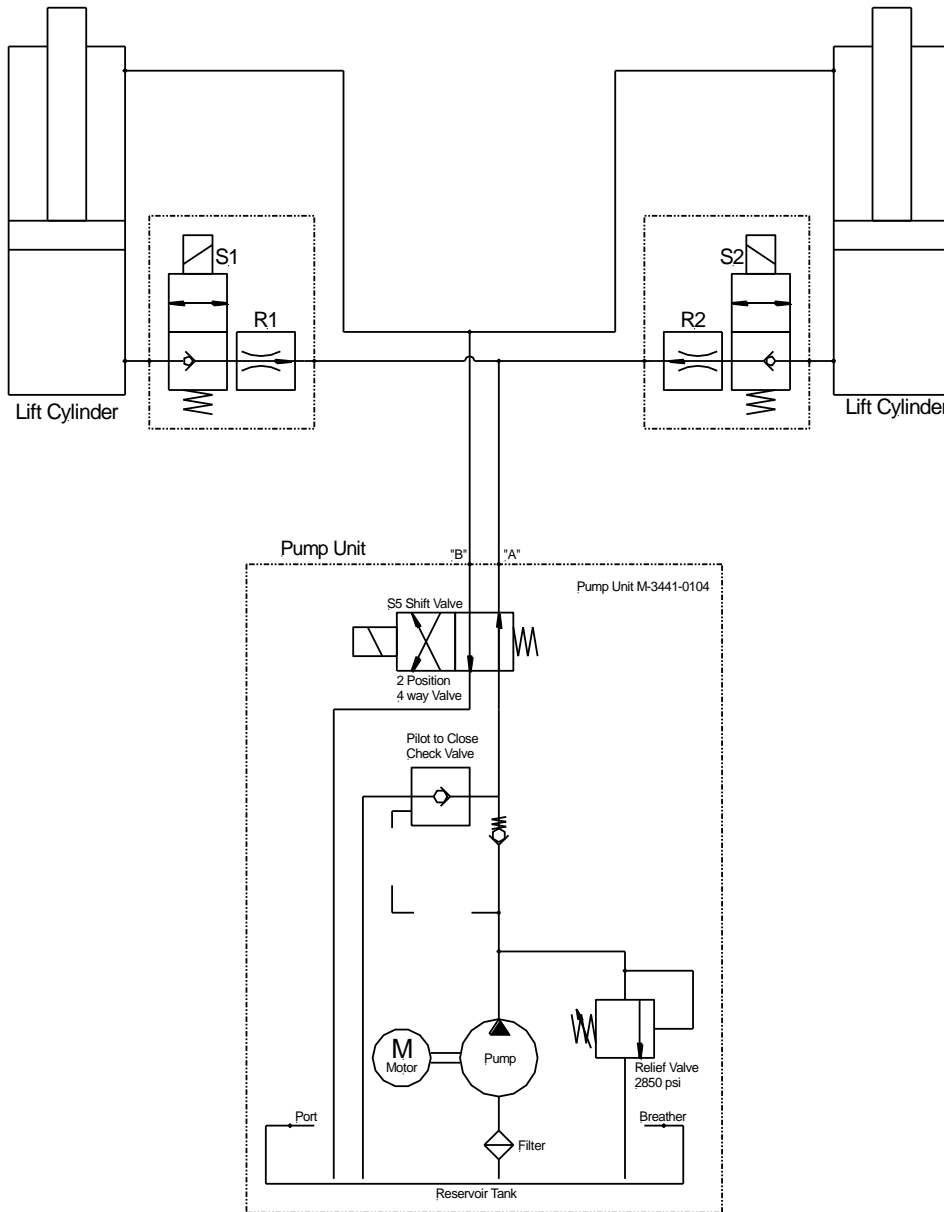 S1
S2
R1
R2
Lift Cylinder
Lift Cylinder
Pump Unit
"B"
"A"
Pump Unit M-3441-0104
S5 Shift Valve
2 Position
4 way Valve
Pilot to Close
Check Valve
M
Motor
Pump
Relief Valve
2850 psi
Port
Breather
Filter
Reservoir Tank